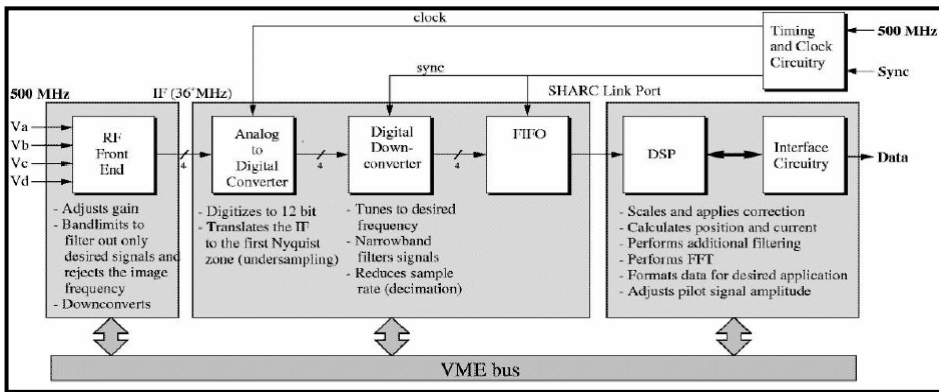 clock
Timing
and Clock
Circuitry
500 MHz
Sync
sync
500 MHz
IF (36˜MHz)
SHARC Link Port
Va
Vb
Vc
Vd
RF
Front
End
4
Analog
to Digital
Converter
4
Digital
Down-
converter
4
FIFO
DSP
Interface
Circuitry
Data
- Adjusts gain
- Bandlimits to
filter out only
desired signals and
rejects the image
frequency
- Downconverts
- Digitizes to 12 bit
- Translates the IF
to the first Nyquist
zone (undersampling)
- Tunes to desired
frequency
- Narrowband
filters signals
- Reduces sample
rate (decimation)
- Scales and applies correction
- Calculates position and current
- Performs additional filtering
- Performs FFT
- Formats data for desired application
- Adjusts pilot signal amplitude
VME bus